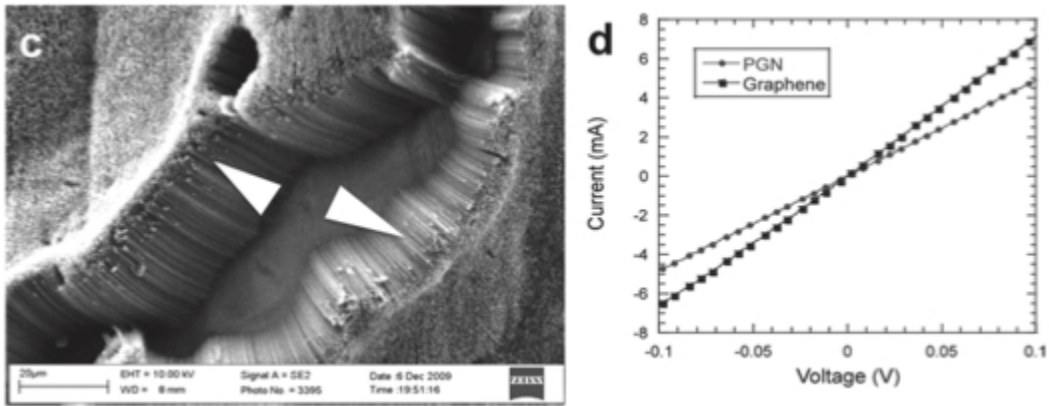 c
20μm
EHT = 10.00 kV
WD = 8 mm
Signal A = SE2
Photo No. = 3395
Date :6 Dec 2009
Time :19:51:16
ZEISS
d
PGN
Graphene
8
6
4
2
0
-2
-4
-6
-8
Current (mA)
-0.1
-0.05
0
0.05
0.1
Voltage (V)